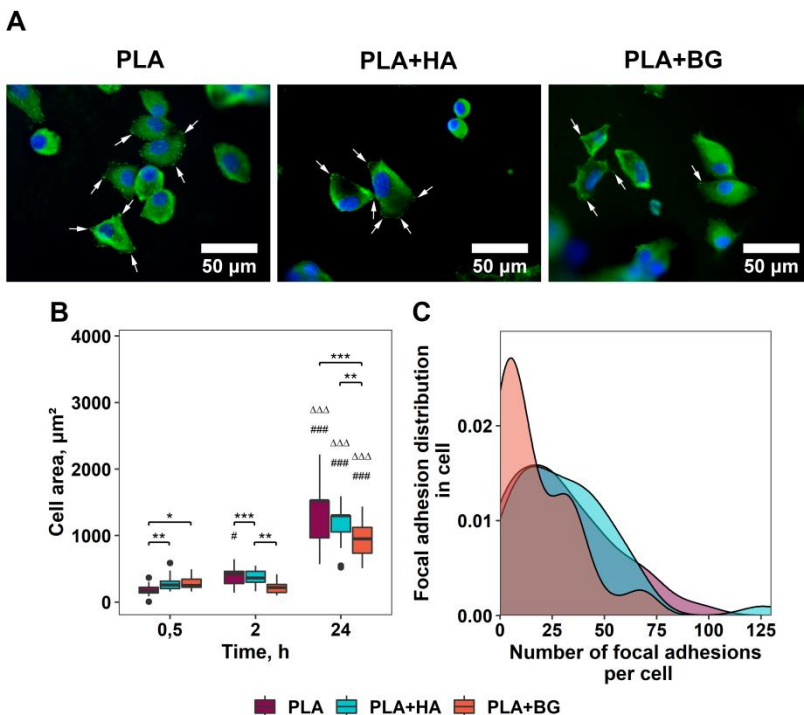 A
PLA
PLA+HA
PLA+BG
50 µm
50 µm
50 µm
B
4000
3000
2000
1000
0
Cell area, µm²
***
**
ΔΔΔ
###
ΔΔΔ
###
ΔΔΔ
###
*
**
***
#
**
0,5
2
24
Time, h
C
0.02
0.01
0.00
Focal adhesion distribution
in cell
0
25
50
75
100
125
Number of focal adhesions
per cell
PLA PLA+HA PLA+BG